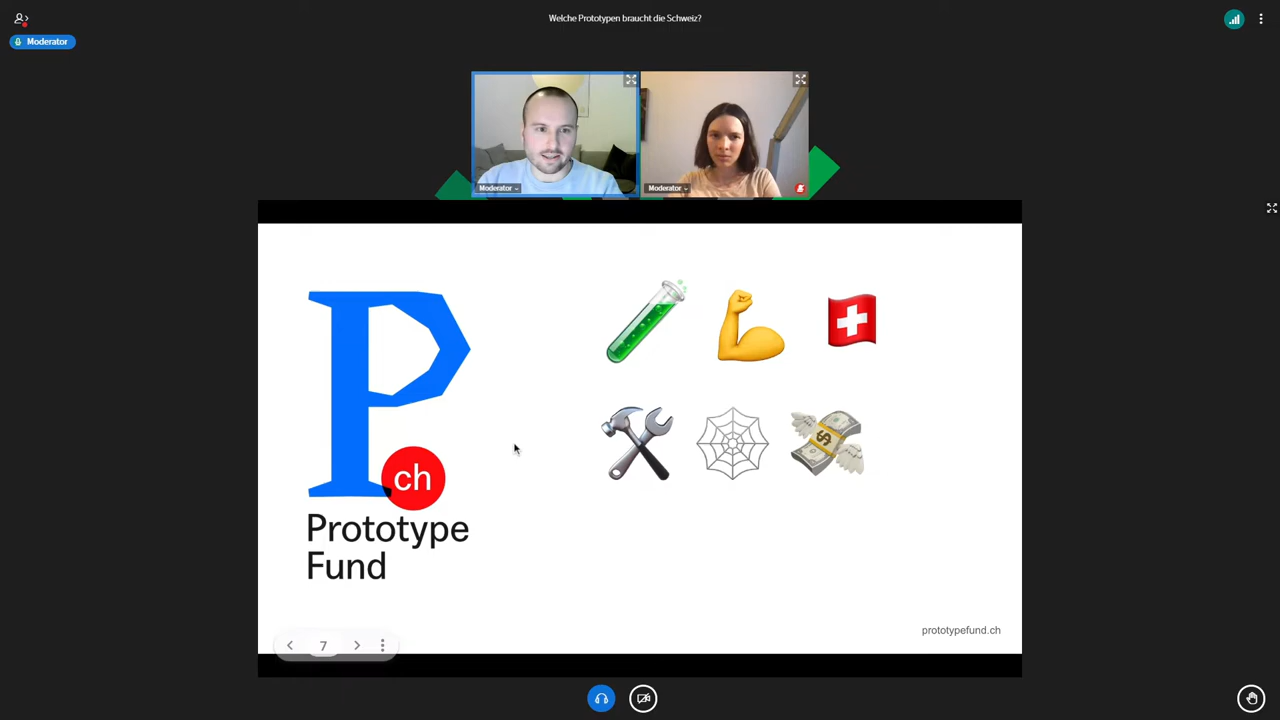 Welche Prototypen braucht die Schweiz?
Moderator
Moderator
Moderator
ch
Prototype
Fund
prototypefund.ch
7